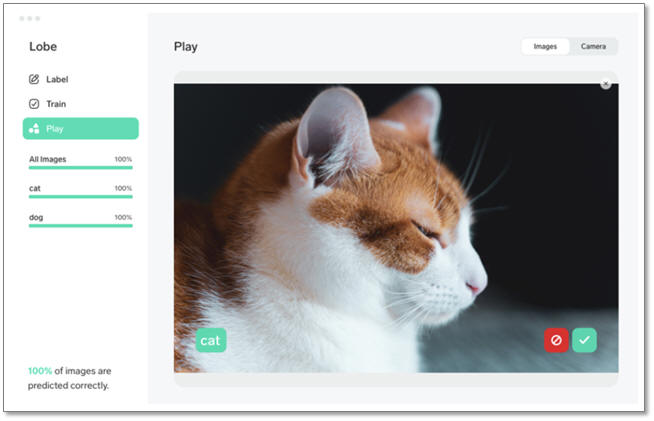 Lobe
Play
Images
Camera
Label
Train
Play
All Images 100%
cat 100%
dog 100%
cat
100% of images are
predicted correctly.